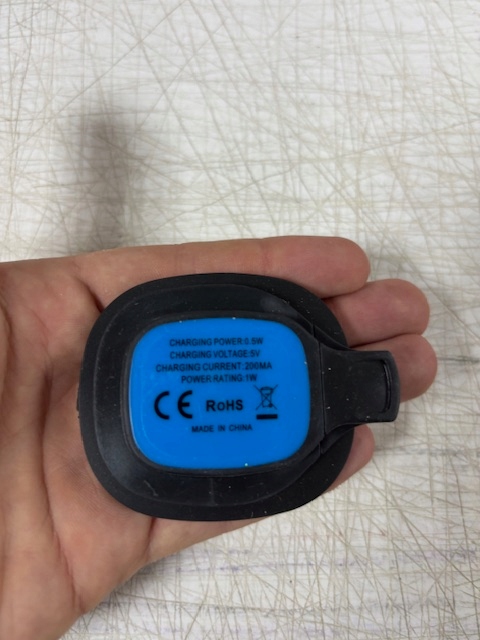 CHARGING POWER:0.5W
CHARGING VOLTAGE:5V
CHARGING CURRENT:200MA
POWER RATING:1W
CE RoHS
MADE IN CHINA